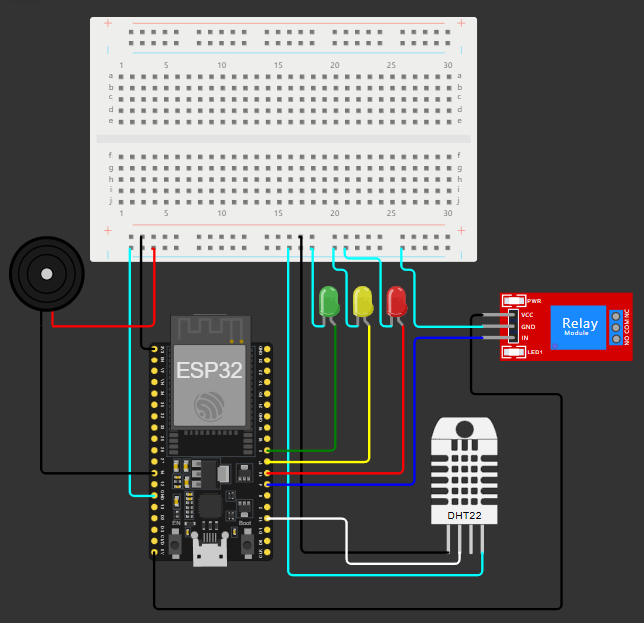 + +
1 5 10 15 20 25 30
a a
b b
c c
d d
e e
f f
g g
h h
i i
j j
1 5 10 15 20 25 30
+ +
PWR
VCC
GND
IN
LED1
Relay
Module
NO COM NC
ESP32
EN
Boot
DHT22